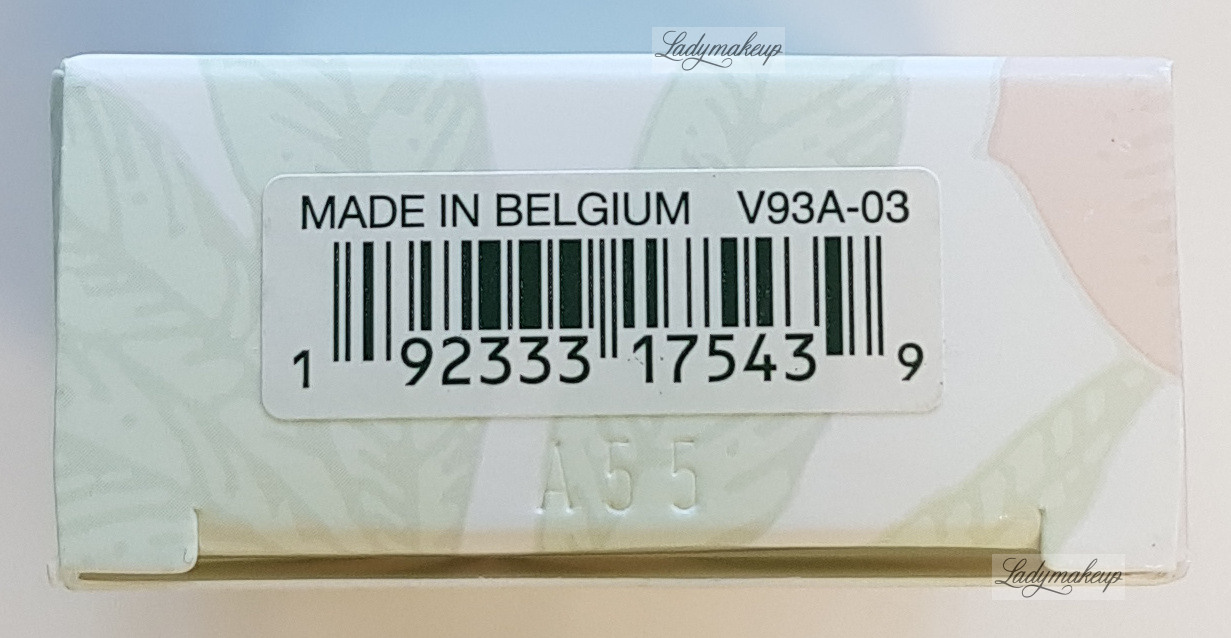 Ladymakeup
MADE IN BELGIUM V93A-03
1 92333 17543 9
A55
Ladymakeup